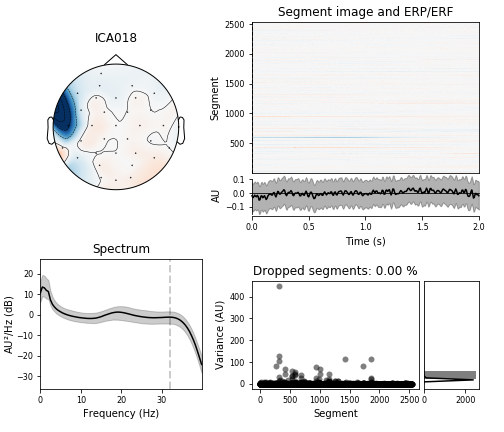 Segment image and ERP/ERF
ICA018
2500
2000
1500
1000
500
Segment
0.1
0.0
−0.1
AU
0.0 0.5 1.0 1.5 2.0
Time (s)
Spectrum
20
10
0
−10
−20
−30
AU²/Hz (dB)
0 10 20 30
Frequency (Hz)
Dropped segments: 0.00 %
400
300
200
100
0
Variance (AU)
0 500 1000 1500 2000 2500
Segment
0 2000